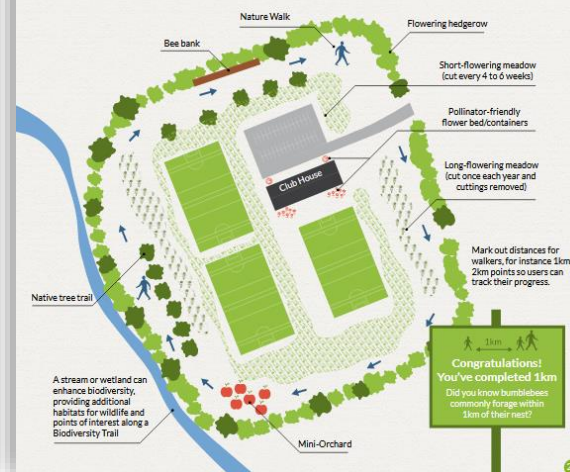 Nature Walk
Flowering hedgerow
Bee bank
Short-flowering meadow
(cut every 4 to 6 weeks)
Pollinator-friendly
flower bed/containers
Club House
Long-flowering meadow
(cut once each year and
cuttings removed)
Mark out distances for
walkers, for instance 1km
2km points so users can
track their progress.
Native tree trail
1km
Congratulations!
You've completed 1km
Did you know bumblebees
commonly forage within
1km of their nest?
A stream or wetland can
enhance biodiversity,
providing additional
habitats for wildlife and
points of interest along a
Biodiversity Trail
Mini-Orchard